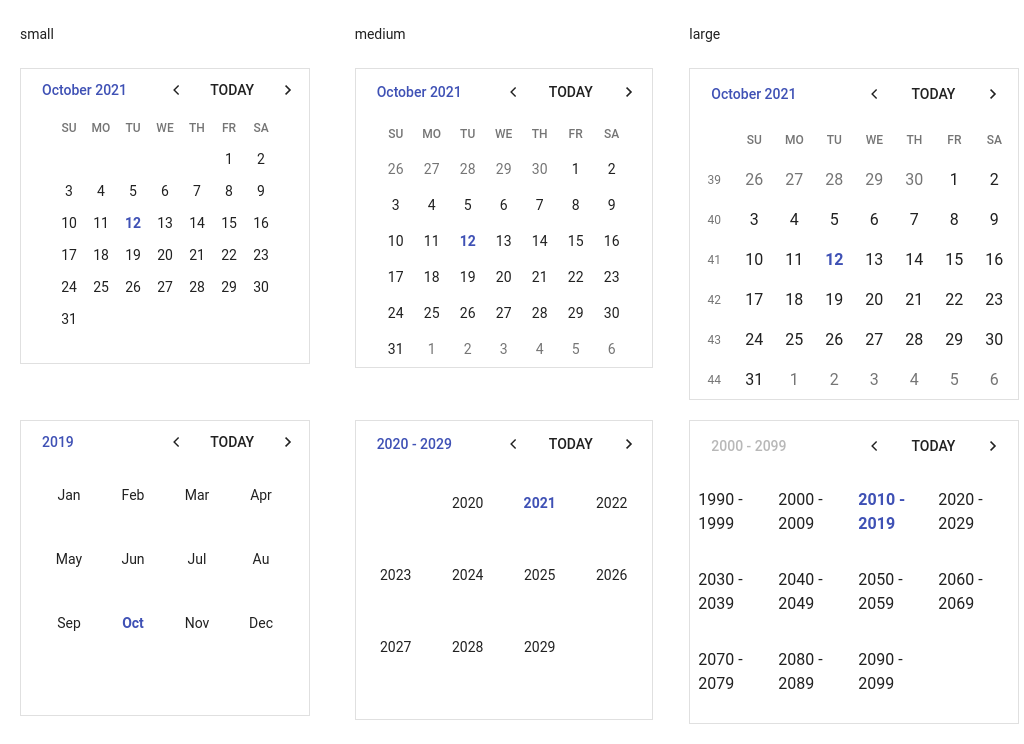 small
October 2021 TODAY
SU MO TU WE TH FR SA
1 2
3 4 5 6 7 8 9
10 11 12 13 14 15 16
17 18 19 20 21 22 23
24 25 26 27 28 29 30
31
medium
October 2021 TODAY
SU MO TU WE TH FR SA
26 27 28 29 30 1 2
3 4 5 6 7 8 9
10 11 12 13 14 15 16
17 18 19 20 21 22 23
24 25 26 27 28 29 30
31 1 2 3 4 5 6
large
October 2021 TODAY
SU MO TU WE TH FR SA
39 26 27 28 29 30 1 2
40 3 4 5 6 7 8 9
41 10 11 12 13 14 15 16
42 17 18 19 20 21 22 23
43 24 25 26 27 28 29 30
44 31 1 2 3 4 5 6
2019 TODAY
Jan Feb Mar Apr
May Jun Jul Au
Sep Oct Nov Dec
2020 - 2029 TODAY
2020 2021 2022
2023 2024 2025 2026
2027 2028 2029
2000 - 2099 TODAY
1990 - 2000 - 2010 - 2020 -
1999 2009 2019 2029
2030 - 2040 - 2050 - 2060 -
2039 2049 2059 2069
2070 - 2080 - 2090 -
2079 2089 2099